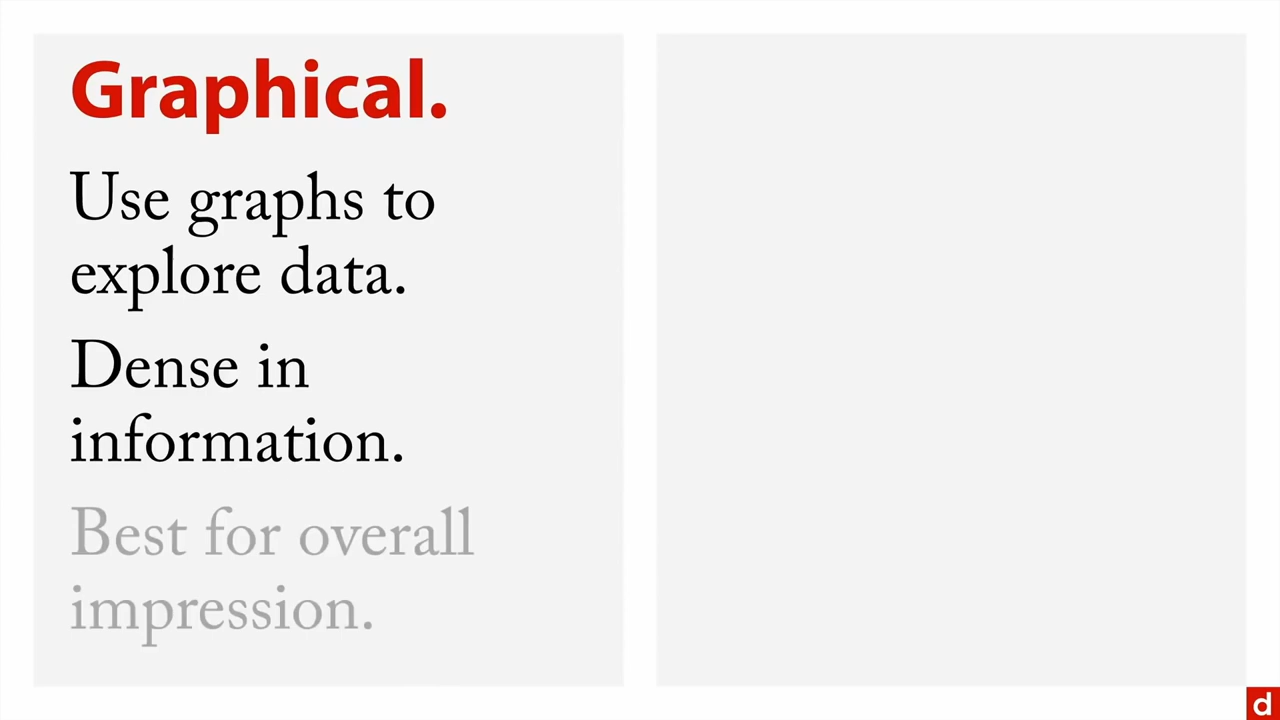 Graphical.
Use graphs to
explore data.
Dense in
information.
Best for overall
impression.
d